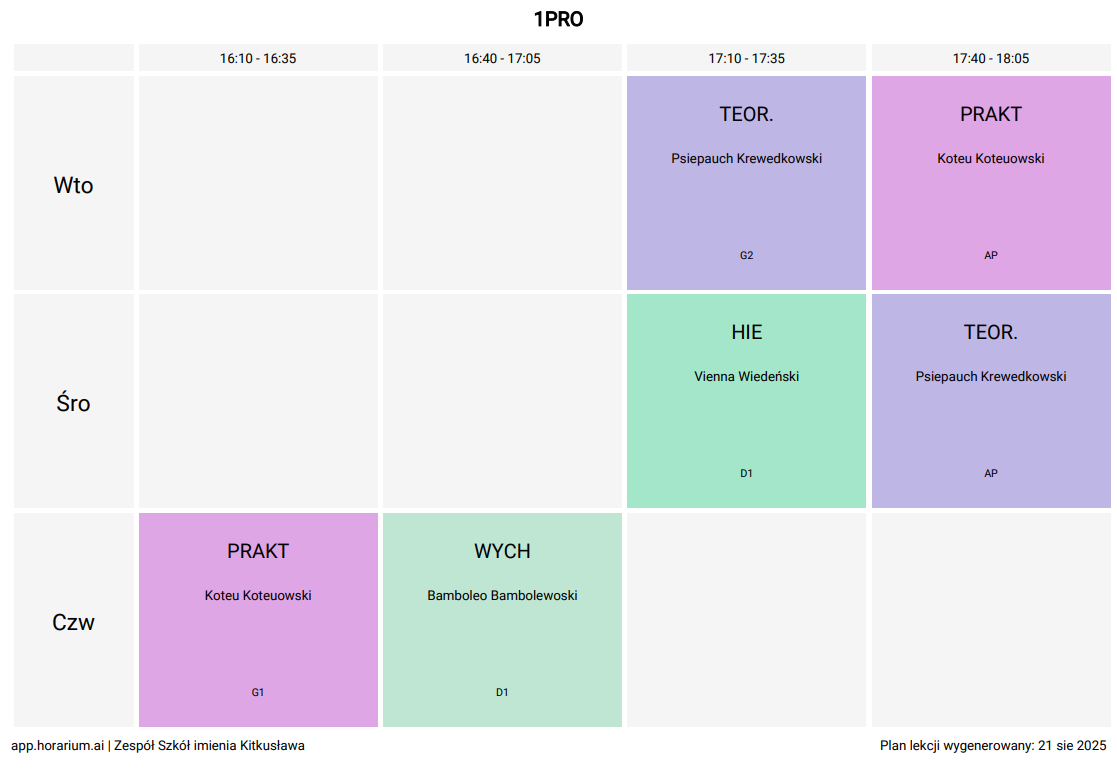 1PRO
16:10 - 16:35
16:40 - 17:05
17:10 - 17:35
17:40 - 18:05
Wto
TEOR.
Psiepauch Krewedkowski
G2
PRAKT
Koteu Koteuowski
AP
Śro
HIE
Vienna Wiedeński
D1
TEOR.
Psiepauch Krewedkowski
AP
Czw
PRAKT
Koteu Koteuowski
G1
WYCH
Bamboleo Bambolewoski
D1
app.horarium.ai | Zespół Szkół imienia Kitkusława
Plan lekcji wygenerowany: 21 sie 2025